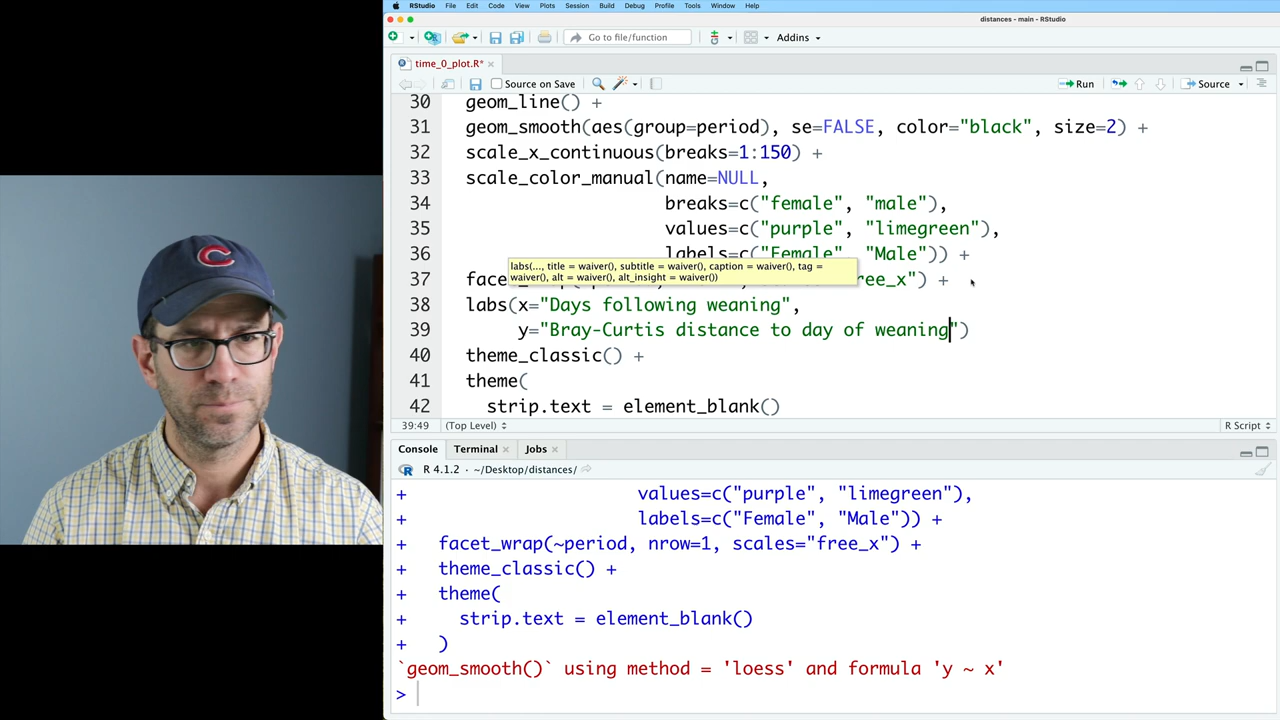 RStudio File Edit Code View Plots Session Build Debug Profile Tools Window Help
distances - main - RStudio
Go to file/function Addins
time_0_plot.R*
Source on Save Run Source
30 geom_line() +
31 geom_smooth(aes(group=period), se=FALSE, color="black", size=2) +
32 scale_x_continuous(breaks=1:150) +
33 scale_color_manual(name=NULL,
34 breaks=c("female", "male"),
35 values=c("purple", "limegreen"),
36 labels=c("Female", "Male")) +
labs(..., title = waiver(), subtitle = waiver(), caption = waiver(), tag =
waiver(), alt = waiver(), alt_insight = waiver())
37 face ree_x") +
38 labs(x="Days following weaning",
39 y="Bray-Curtis distance to day of weaning")
40 theme_classic() +
41 theme(
42 strip.text = element_blank()
39:49 (Top Level) R Script
Console Terminal Jobs
R 4.1.2 · ~/Desktop/distances/
+ values=c("purple", "limegreen"),
+ labels=c("Female", "Male")) +
+ facet_wrap(~period, nrow=1, scales="free_x") +
+ theme_classic() +
+ theme(
+ strip.text = element_blank()
+ )
`geom_smooth()` using method = 'loess' and formula 'y ~ x'
>